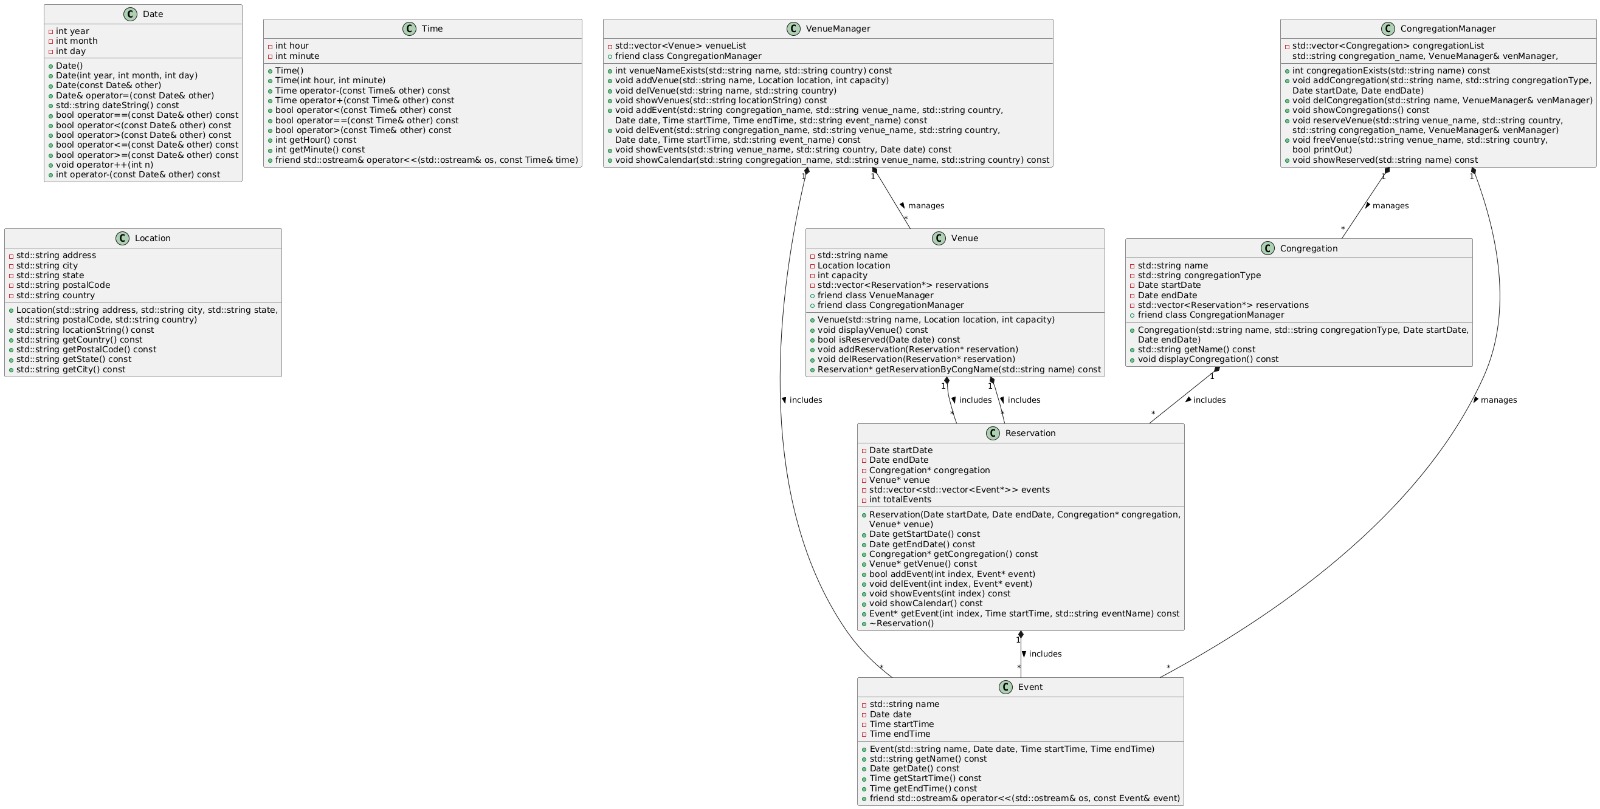 Date
int year
int month
int day
Date()
Date(int year, int month, int day)
Date(const Date& other)
Date& operator=(const Date& other)
std::string dateString() const
bool operator==(const Date& other) const
bool operator<(const Date& other) const
bool operator>(const Date& other) const
bool operator<=(const Date& other) const
bool operator>=(const Date& other) const
void operator++(int n)
int operator-(const Date& other) const
Time
int hour
int minute
Time()
Time(int hour, int minute)
Time operator-(const Time& other) const
Time operator+(const Time& other) const
bool operator<(const Time& other) const
bool operator==(const Time& other) const
bool operator>(const Time& other) const
int getHour() const
int getMinute() const
friend std::ostream& operator<<(std::ostream& os, const Time& time)
VenueManager
std::vector<Venue> venueList
friend class CongregationManager
int venueNameExists(std::string name, std::string country) const
void addVenue(std::string name, Location location, int capacity)
void delVenue(std::string name, std::string country)
void showVenues(std::string locationString) const
void addEvent(std::string congregation_name, std::string venue_name, std::string country,
Date date, Time startTime, Time endTime, std::string event_name) const
void delEvent(std::string congregation_name, std::string venue_name, std::string country,
Date date, Time startTime, std::string event_name) const
void showEvents(std::string venue_name, std::string country, Date date) const
void showCalendar(std::string congregation_name, std::string venue_name, std::string country) const
CongregationManager
std::vector<Congregation> congregationList
std::string congregation_name, VenueManager& venManager,
int congregationExists(std::string name) const
void addCongregation(std::string name, std::string congregationType,
Date startDate, Date endDate)
void delCongregation(std::string name, VenueManager& venManager)
void showCongregations() const
void reserveVenue(std::string venue_name, std::string country,
std::string congregation_name, VenueManager& venManager)
void freeVenue(std::string venue_name, std::string country,
bool printOut)
void showReserved(std::string name) const
1
1
1
1
manages
manages
*
*
Location
std::string address
std::string city
std::string state
std::string postalCode
std::string country
Location(std::string address, std::string city, std::string state,
std::string postalCode, std::string country)
std::string locationString() const
std::string getCountry() const
std::string getPostalCode() const
std::string getState() const
std::string getCity() const
Venue
std::string name
Location location
int capacity
std::vector<Reservation*> reservations
friend class VenueManager
friend class CongregationManager
Venue(std::string name, Location location, int capacity)
void displayVenue() const
bool isReserved(Date date) const
void addReservation(Reservation* reservation)
void delReservation(Reservation* reservation)
Reservation* getReservationByCongName(std::string name) const
Congregation
std::string name
std::string congregationType
Date startDate
Date endDate
std::vector<Reservation*> reservations
friend class CongregationManager
Congregation(std::string name, std::string congregationType, Date startDate,
Date endDate)
std::string getName() const
void displayCongregation() const
1
1
1
includes
includes
includes
includes
manages
*
*
*
Reservation
Date startDate
Date endDate
Congregation* congregation
Venue* venue
std::vector<std::vector<Event*>> events
int totalEvents
Reservation(Date startDate, Date endDate, Congregation* congregation,
Venue* venue)
Date getStartDate() const
Date getEndDate() const
Congregation* getCongregation() const
Venue* getVenue() const
bool addEvent(int index, Event* event)
void delEvent(int index, Event* event)
void showEvents(int index) const
void showCalendar() const
Event* getEvent(int index, Time startTime, std::string eventName) const
~Reservation()
1
includes
*
*
*
Event
std::string name
Date date
Time startTime
Time endTime
Event(std::string name, Date date, Time startTime, Time endTime)
std::string getName() const
Date getDate() const
Time getStartTime() const
Time getEndTime() const
friend std::ostream& operator<<(std::ostream& os, const Event& event)